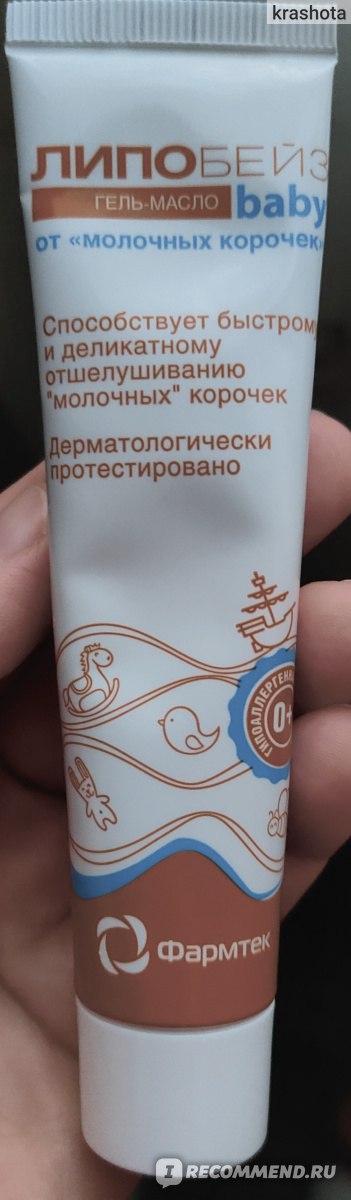 krashota
ЛИПОБЕЙЗ
ГЕЛЬ-МАСЛО baby
от «молочных корочек»
Способствует быстрому
и деликатному
отшелушиванию
"молочных" корочек
Дерматологически
протестировано
0+
Фармтек
IRECOMMEND.RU